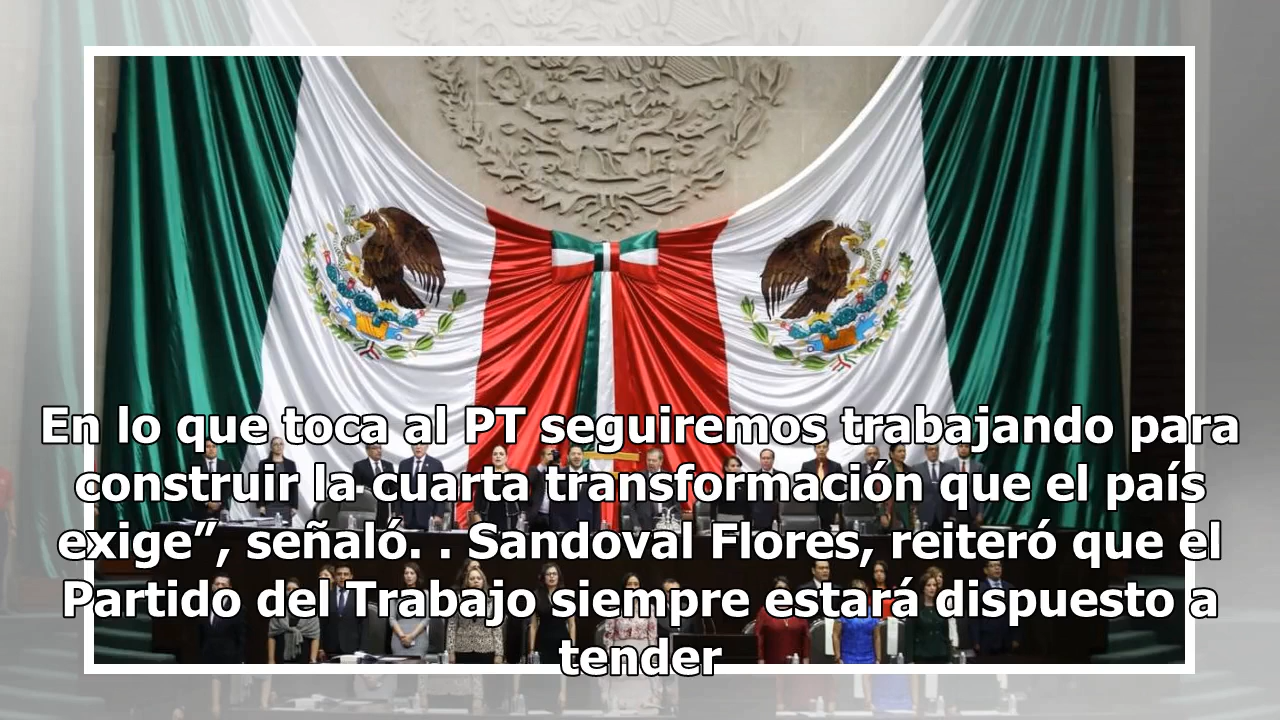 En lo que toca al PT seguiremos trabajando para
construir la cuarta transformación que el país
exige”, señaló. . Sandoval Flores, reiteró que el
Partido del Trabajo siempre estará dispuesto a
tender